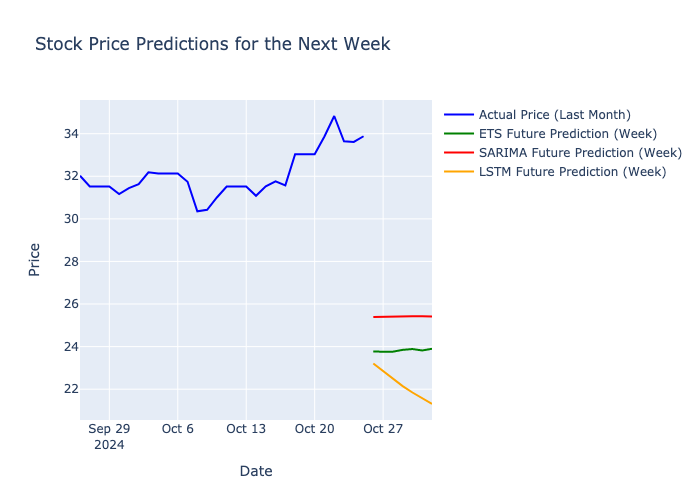 Stock Price Predictions for the Next Week
Actual Price (Last Month)
ETS Future Prediction (Week)
SARIMA Future Prediction (Week)
LSTM Future Prediction (Week)
Price
34
32
30
28
26
24
22
Sep 29 Oct 6 Oct 13 Oct 20 Oct 27
2024
Date